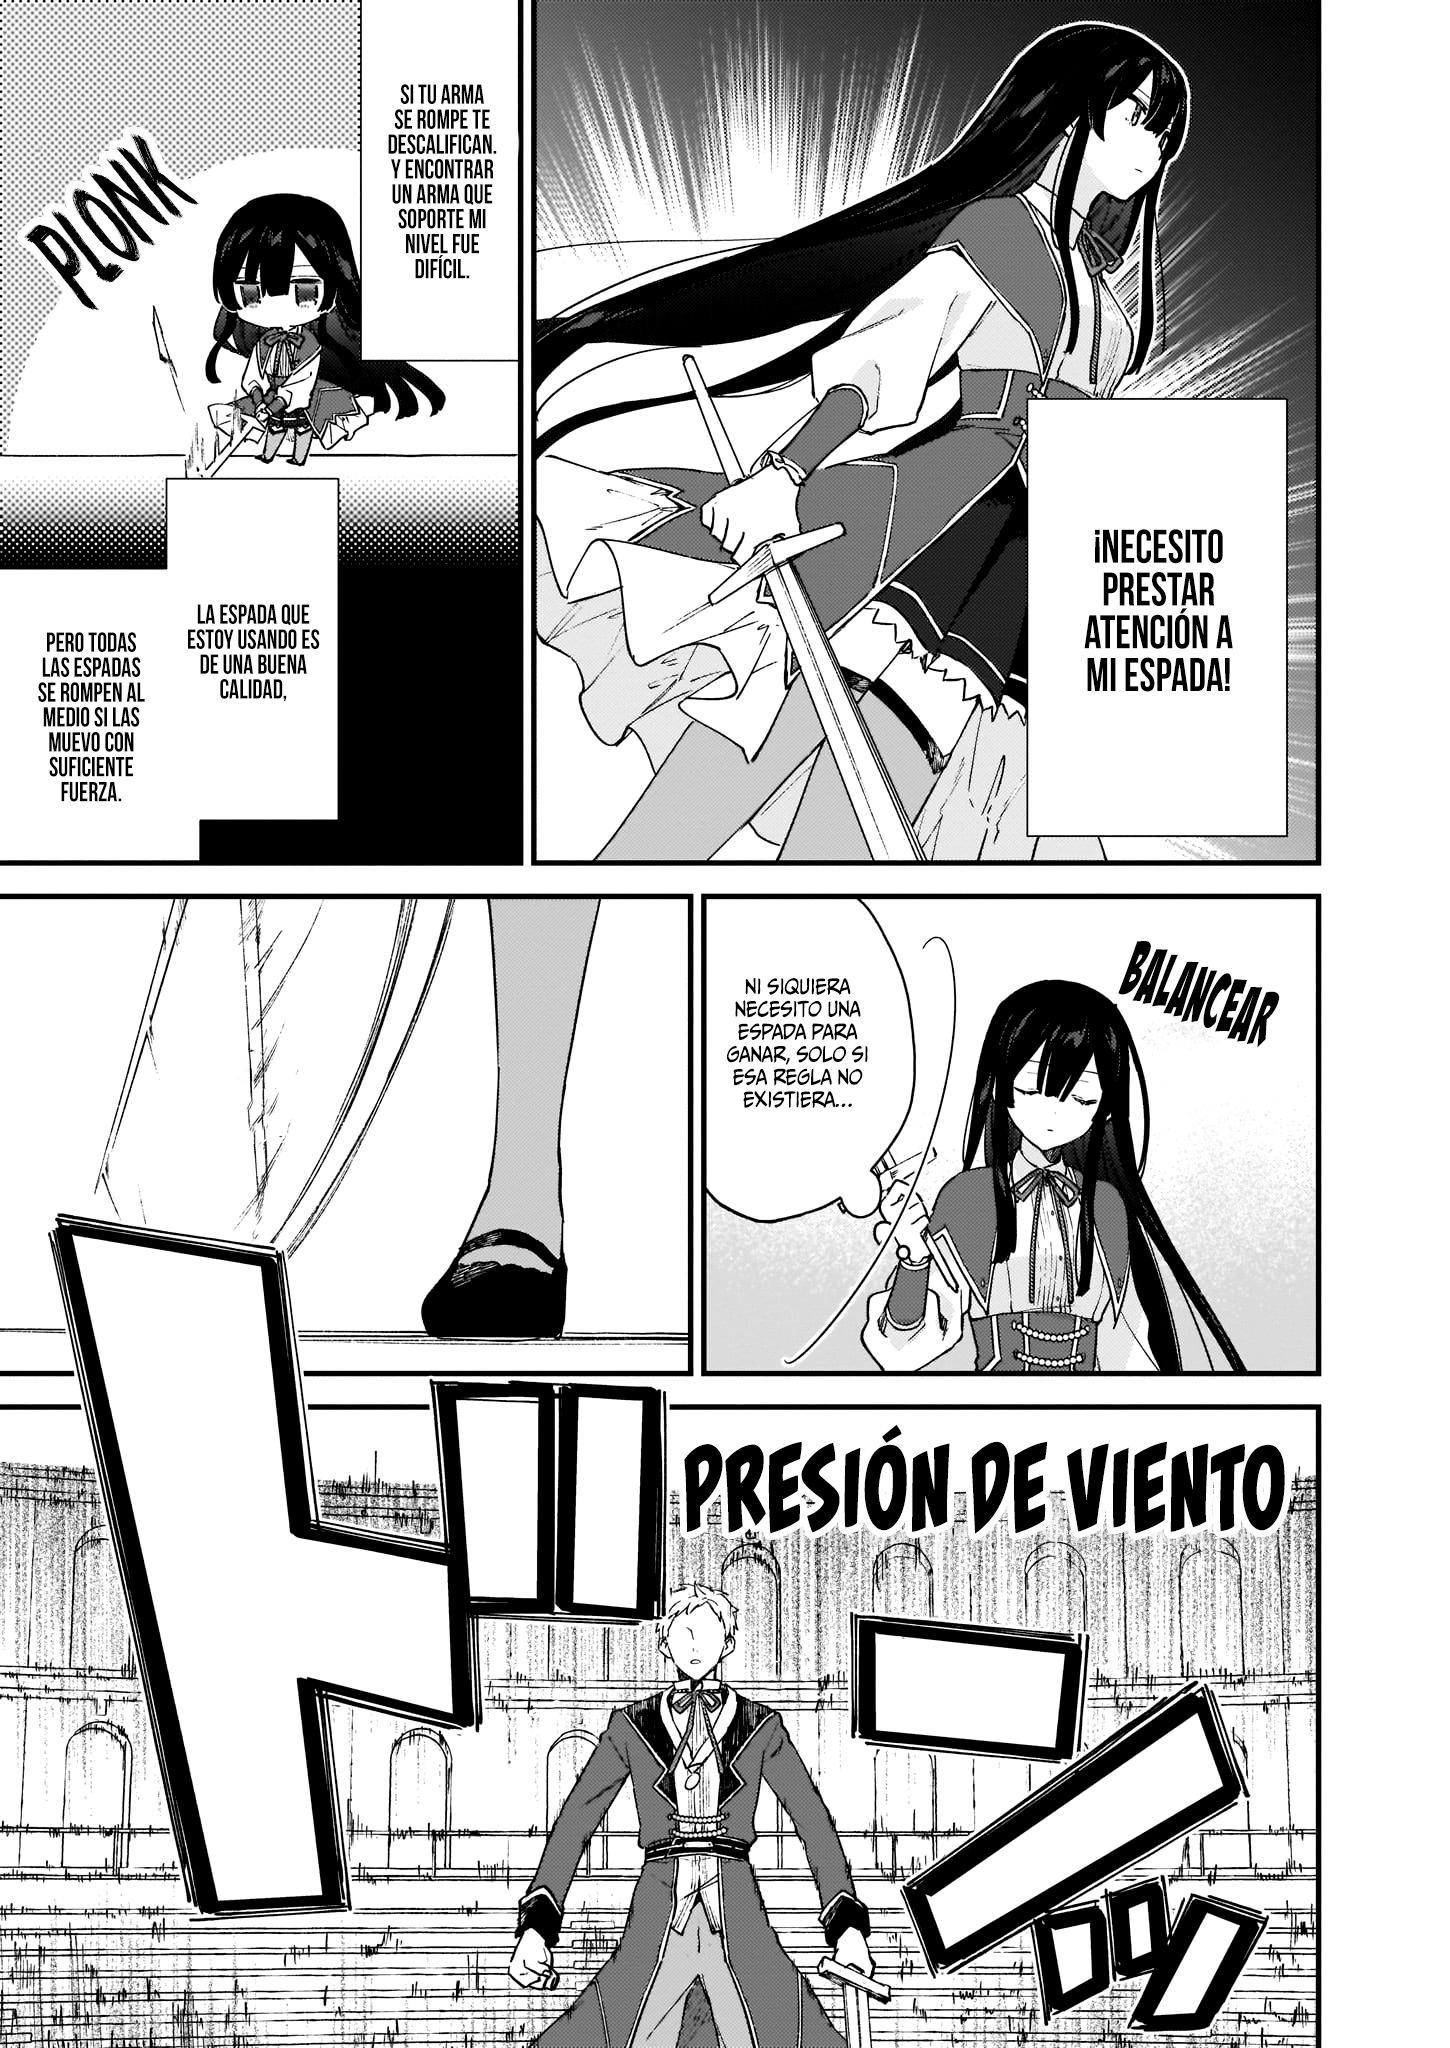 ¡NECESITO
PRESTAR
ATENCIÓN A
MI ESPADA!
SI TU ARMA
SE ROMPE TE
DESCALIFICAN.
Y ENCONTRAR
UN ARMA QUE
SOPORTE MI
NIVEL FUE
DIFÍCIL.
PLONK
LA ESPADA QUE
ESTOY USANDO ES
DE UNA BUENA
CALIDAD,
PERO TODAS
LAS ESPADAS
SE ROMPEN AL
MEDIO SI LAS
MUEVO CON
SUFICIENTE
FUERZA.
BALANCEAR
NI SIQUIERA
NECESITO UNA
ESPADA PARA
GANAR, SOLO SI
ESA REGLA NO
EXISTIERA...
PRESIÓN DE VIENTO
ドゴッ